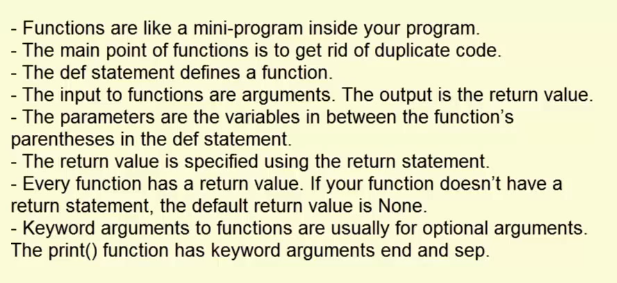 - Functions are like a mini-program inside your program.
- The main point of functions is to get rid of duplicate code.
- The def statement defines a function.
- The input to functions are arguments. The output is the return value.
- The parameters are the variables in between the function's
parentheses in the def statement.
- The return value is specified using the return statement.
- Every function has a return value. If your function doesn't have a
return statement, the default return value is None.
- Keyword arguments to functions are usually for optional arguments.
The print() function has keyword arguments end and sep.